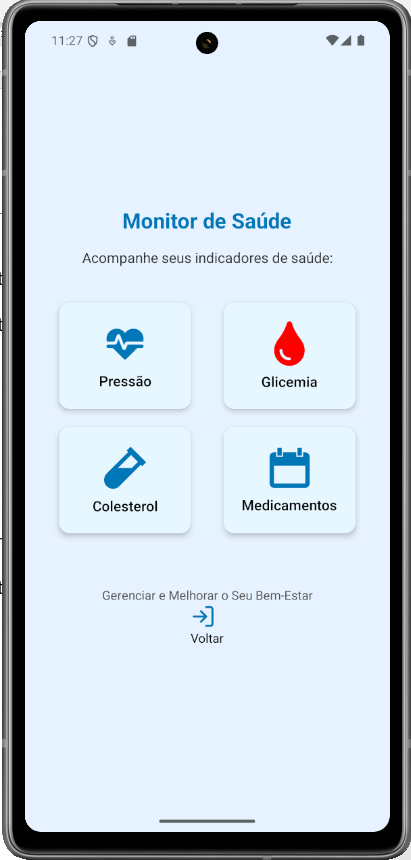 11:27
Monitor de Saúde
Acompanhe seus indicadores de saúde:
Pressão
Glicemia
Colesterol
Medicamentos
Gerenciar e Melhorar o Seu Bem-Estar
Voltar